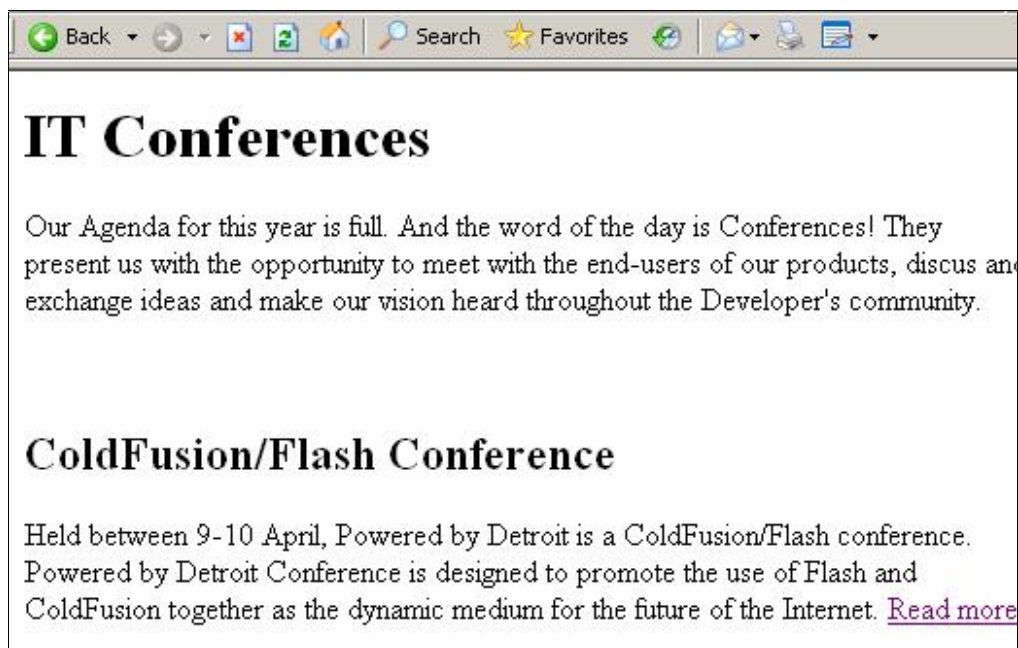 Back Search Favorites
IT Conferences
Our Agenda for this year is full. And the word of the day is Conferences! They
present us with the opportunity to meet with the end-users of our products, discus and
exchange ideas and make our vision heard throughout the Developer's community.
ColdFusion/Flash Conference
Held between 9-10 April, Powered by Detroit is a ColdFusion/Flash conference.
Powered by Detroit Conference is designed to promote the use of Flash and
ColdFusion together as the dynamic medium for the future of the Internet. Read more